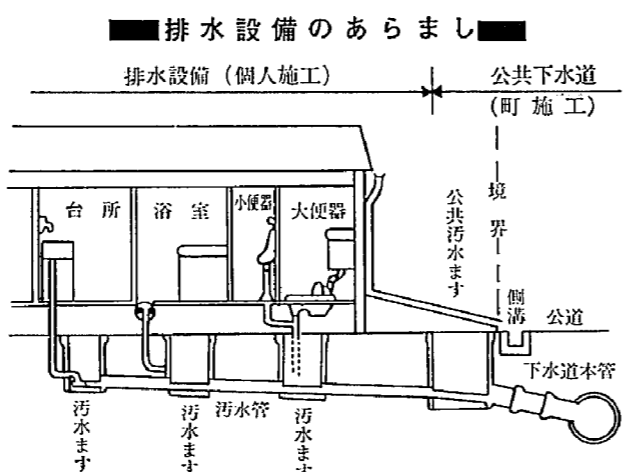 排水設備のあらまし
排水設備(個人施工)
公共下水道
(町施工)
台所
浴室
小便器
大便器
公共汚水ます
境界
側溝
公道
下水道本管
汚水ます
汚水ます
汚水管
汚水ます